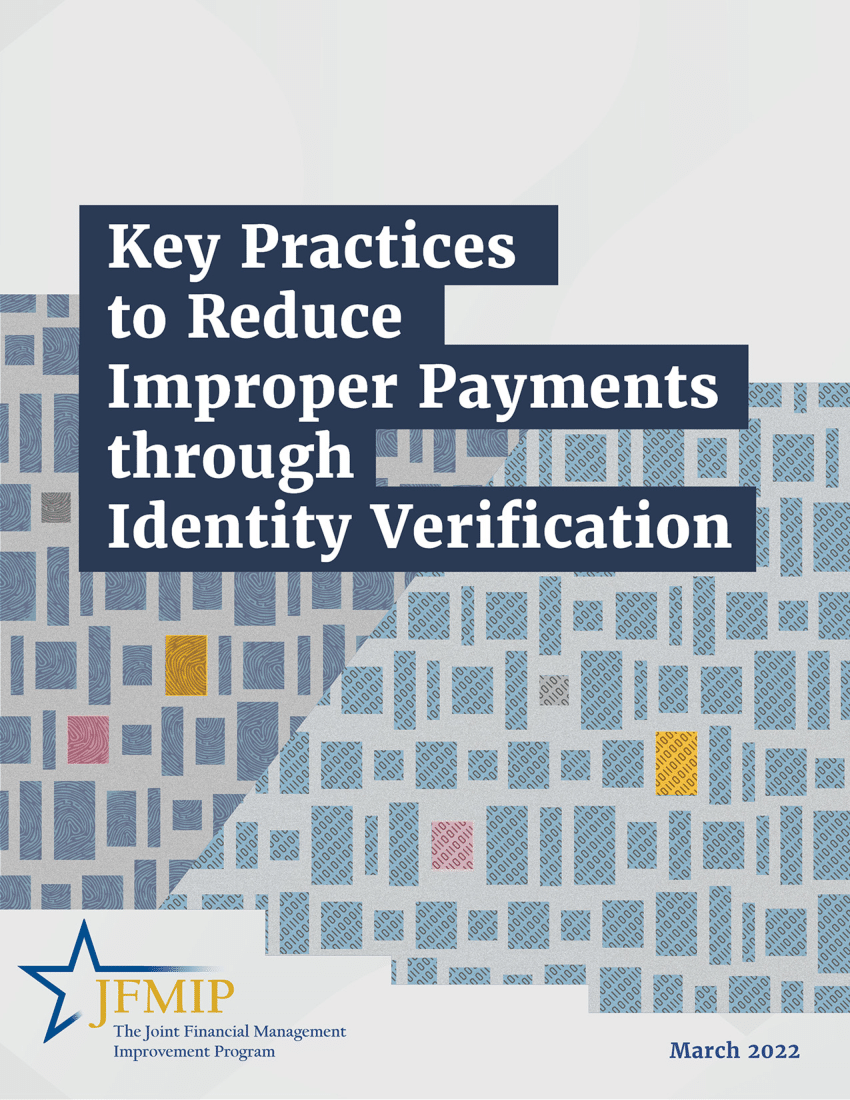 Key Practices
to Reduce
Improper Payments
through
Identity Verification
JFMIP
The Joint Financial Management
Improvement Program
March 2022